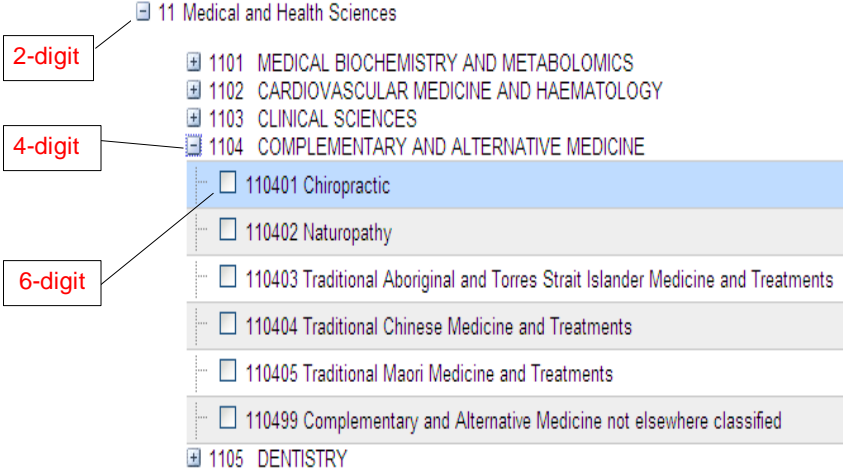 11 Medical and Health Sciences
2-digit
1101 MEDICAL BIOCHEMISTRY AND METABOLOMICS
1102 CARDIOVASCULAR MEDICINE AND HAEMATOLOGY
1103 CLINICAL SCIENCES
4-digit
1104 COMPLEMENTARY AND ALTERNATIVE MEDICINE
110401 Chiropractic
110402 Naturopathy
6-digit
110403 Traditional Aboriginal and Torres Strait Islander Medicine and Treatments
110404 Traditional Chinese Medicine and Treatments
110405 Traditional Maori Medicine and Treatments
110499 Complementary and Alternative Medicine not elsewhere classified
1105 DENTISTRY